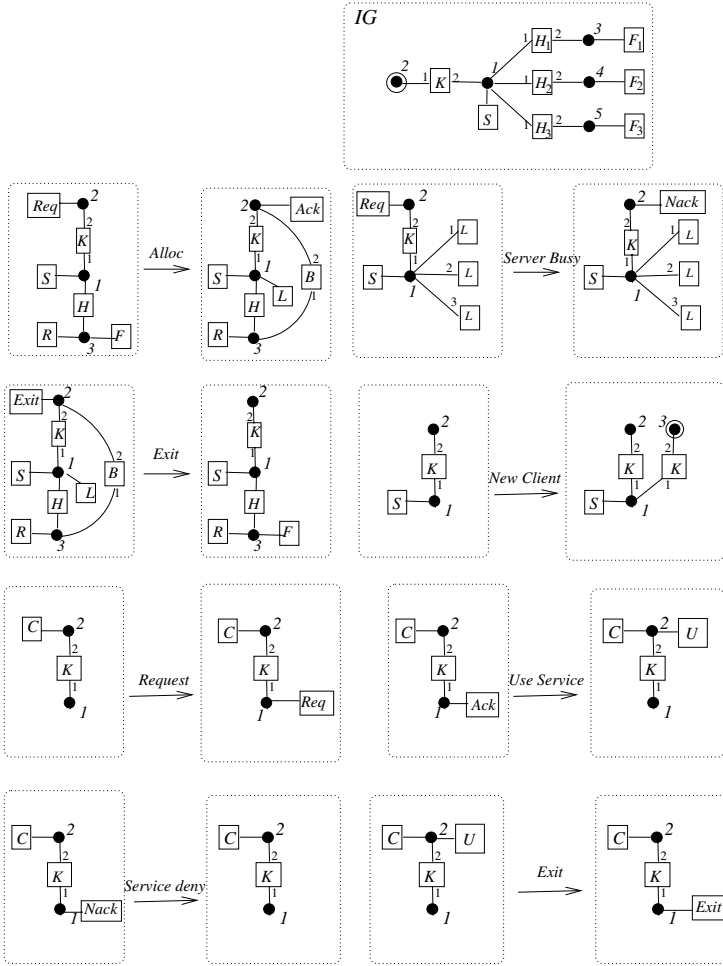 IG
2 1 K 2 1 1 H1 2 3 F1
1 H2 2 4 F2
S 1 H3 2 5 F3
Req 2 2 K 1 S 1 H R 3 F
Alloc
2 Ack 2 K 1 S 1 L 2 B 1 H R 3
Req 2 2 K 1 S 1 1 L 2 L 3 L
Server Busy
2 Nack 2 K 1 S 1 1 L 2 L 3 L
Exit 2 2 K 1 S 1 L 2 B 1 H R 3
Exit
2 2 K 1 S 1 H R 3 F
2 2 K 1 S 1
New Client
2 3 2 K 1 2 K 1 S 1
C 2 2 K 1 1
Request
C 2 2 K 1 1 Req
C 2 2 K 1 1 Ack
Use Service
C 2 U 2 K 1 1
C 2 2 K 1 1 Nack
Service deny
C 2 2 K 1 1
C 2 U 2 K 1 1
Exit
C 2 2 K 1 1 Exit